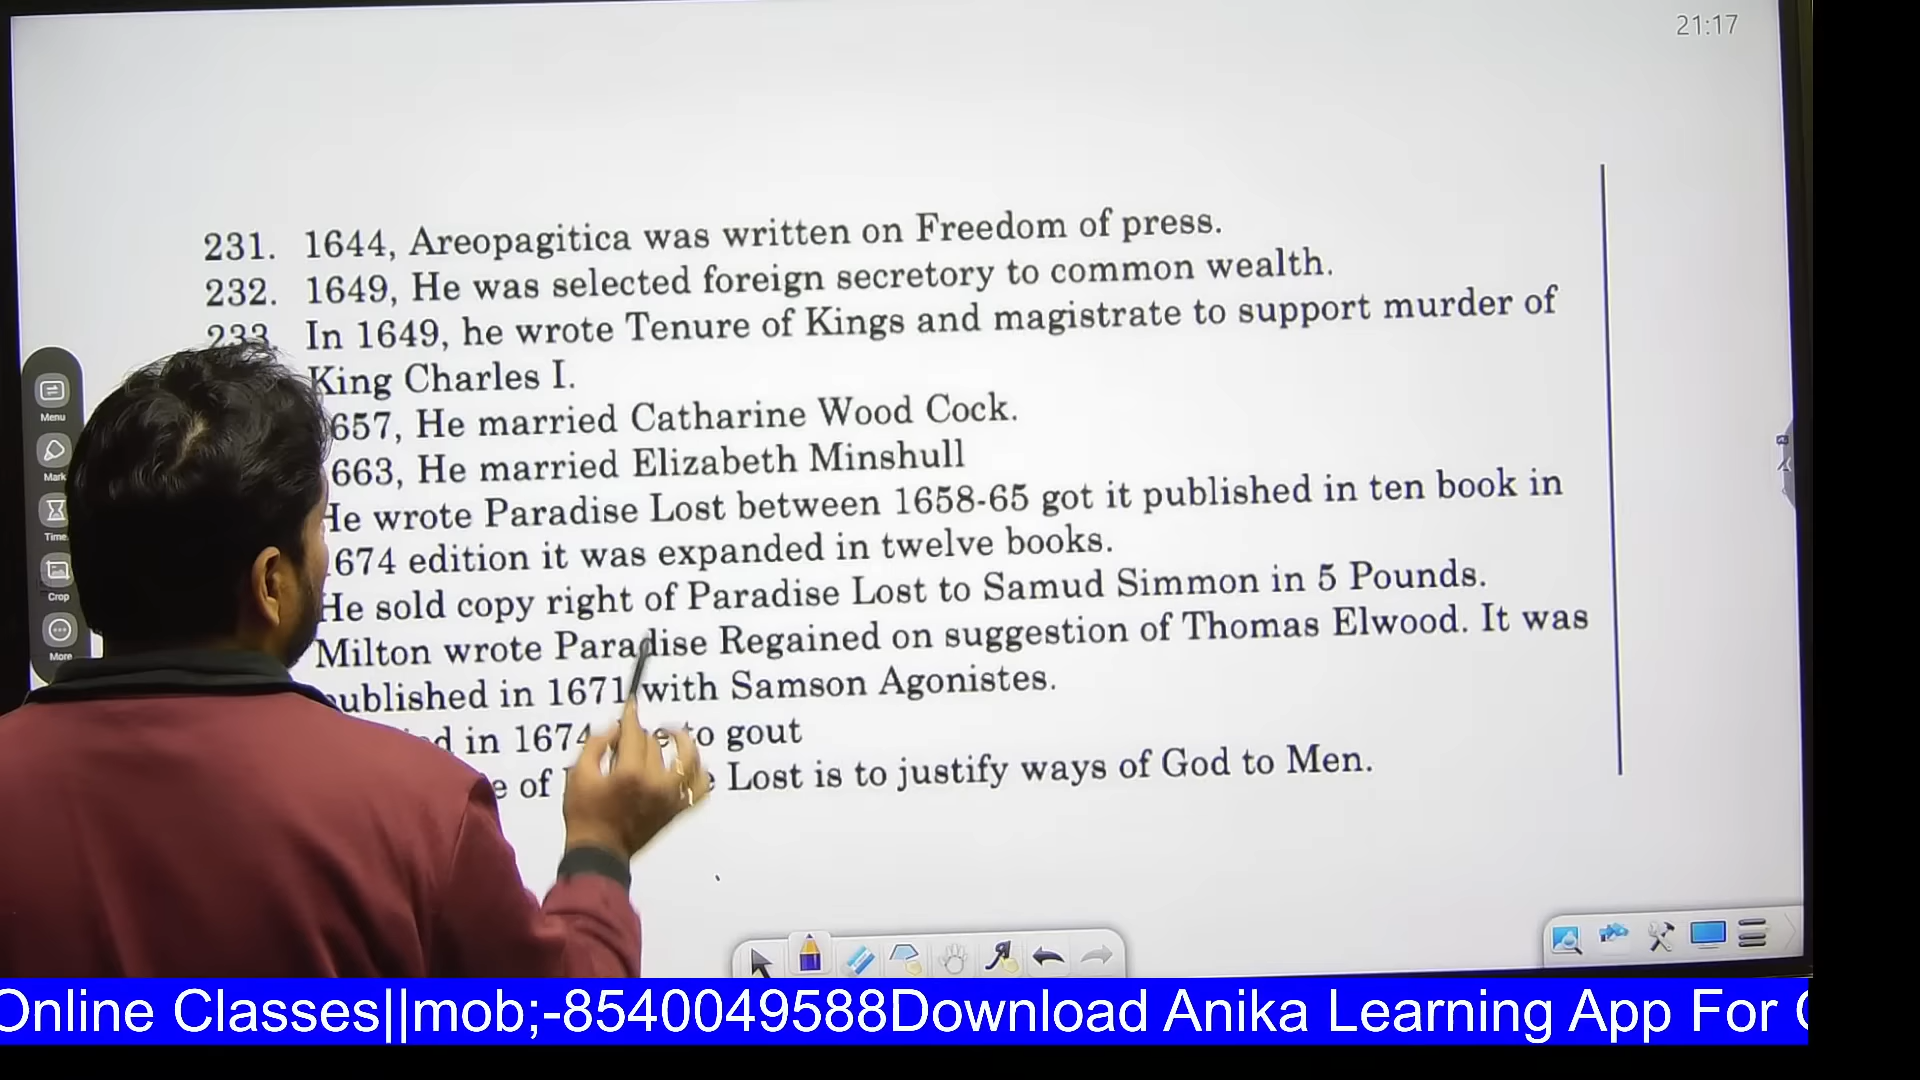 21:17
231. 1644, Areopagitica was written on Freedom of press.
232. 1649, He was selected foreign secretory to common wealth.
233. In 1649, he wrote Tenure of Kings and magistrate to support murder of
King Charles I.
657, He married Catharine Wood Cock.
663, He married Elizabeth Minshull
He wrote Paradise Lost between 1658-65 got it published in ten book in
674 edition it was expanded in twelve books.
He sold copy right of Paradise Lost to Samud Simmon in 5 Pounds.
Milton wrote Paradise Regained on suggestion of Thomas Elwood. It was
ublished in 1671 with Samson Agonistes.
d in 1674 to gout
e of Lost is to justify ways of God to Men.
Menu
Mark
Time
Crop
More
Online Classes||mob;-8540049588Download Anika Learning App For